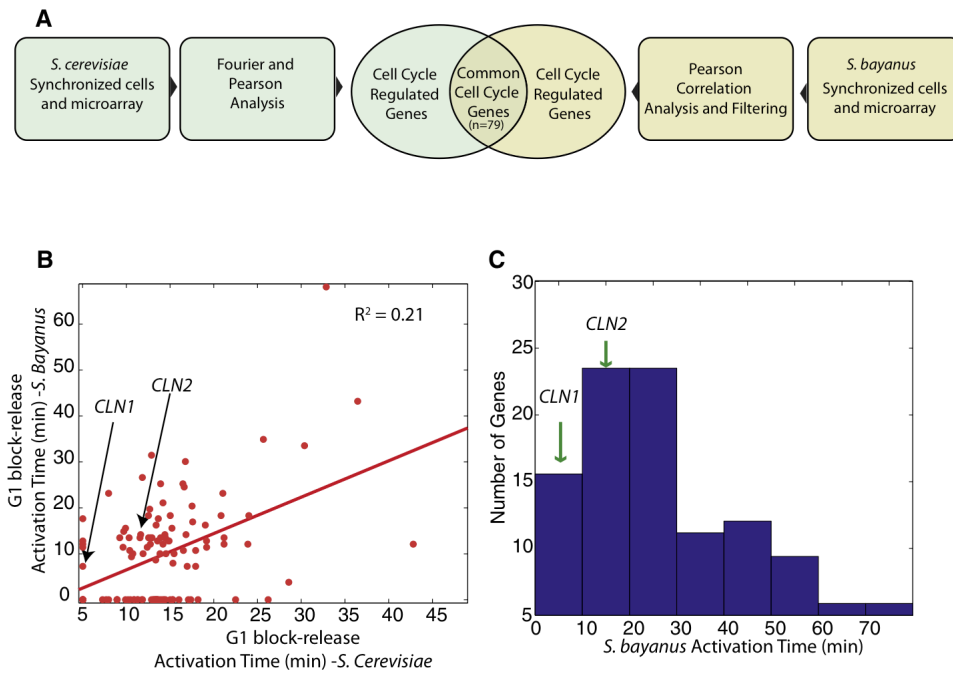 A
S. cerevisiae
Synchronized cells
and microarray
Fourier and
Pearson
Analysis
Cell Cycle
Regulated
Genes
Common
Cell Cycle
Genes
(n=79)
Cell Cycle
Regulated
Genes
Pearson
Correlation
Analysis and Filtering
S. bayanus
Synchronized cells
and microarray
B
G1 block-release
Activation Time (min) -S. Bayanus
60
50
40
30
20
10
0
R² = 0.21
CLN1
CLN2
5 10 15 20 25 30 35 40 45
G1 block-release
Activation Time (min) -S. Cerevisiae
C
Number of Genes
30
25
20
15
10
5
CLN2
CLN1
0 10 20 30 40 50 60 70
S. bayanus Activation Time (min)